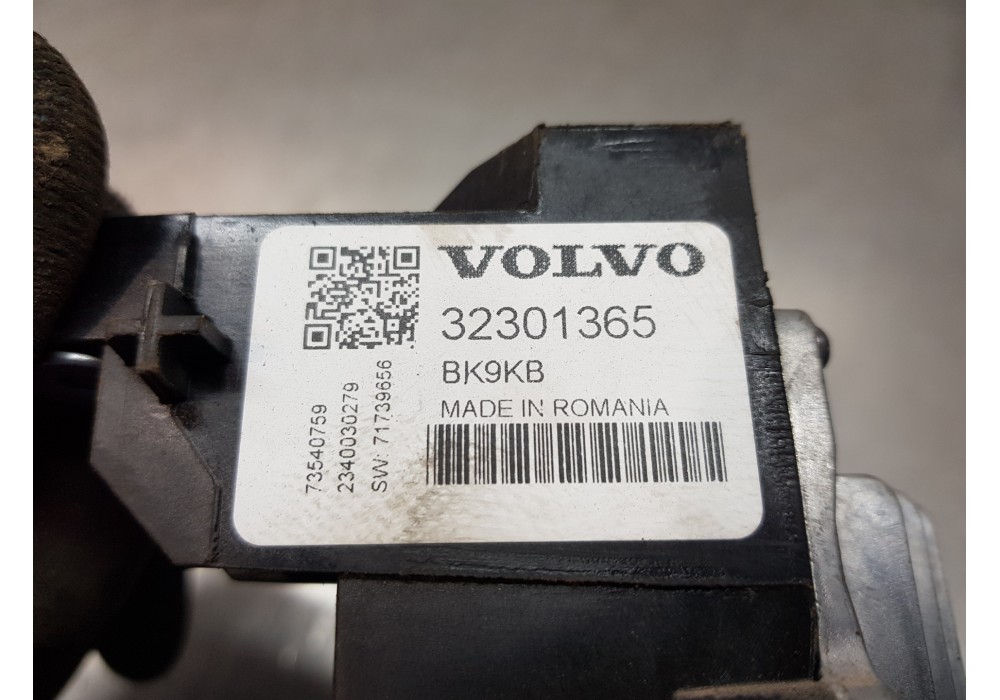 VOLVO
32301365
BK9KB
MADE IN ROMANIA
73540759
2340030279
SW: 71739656